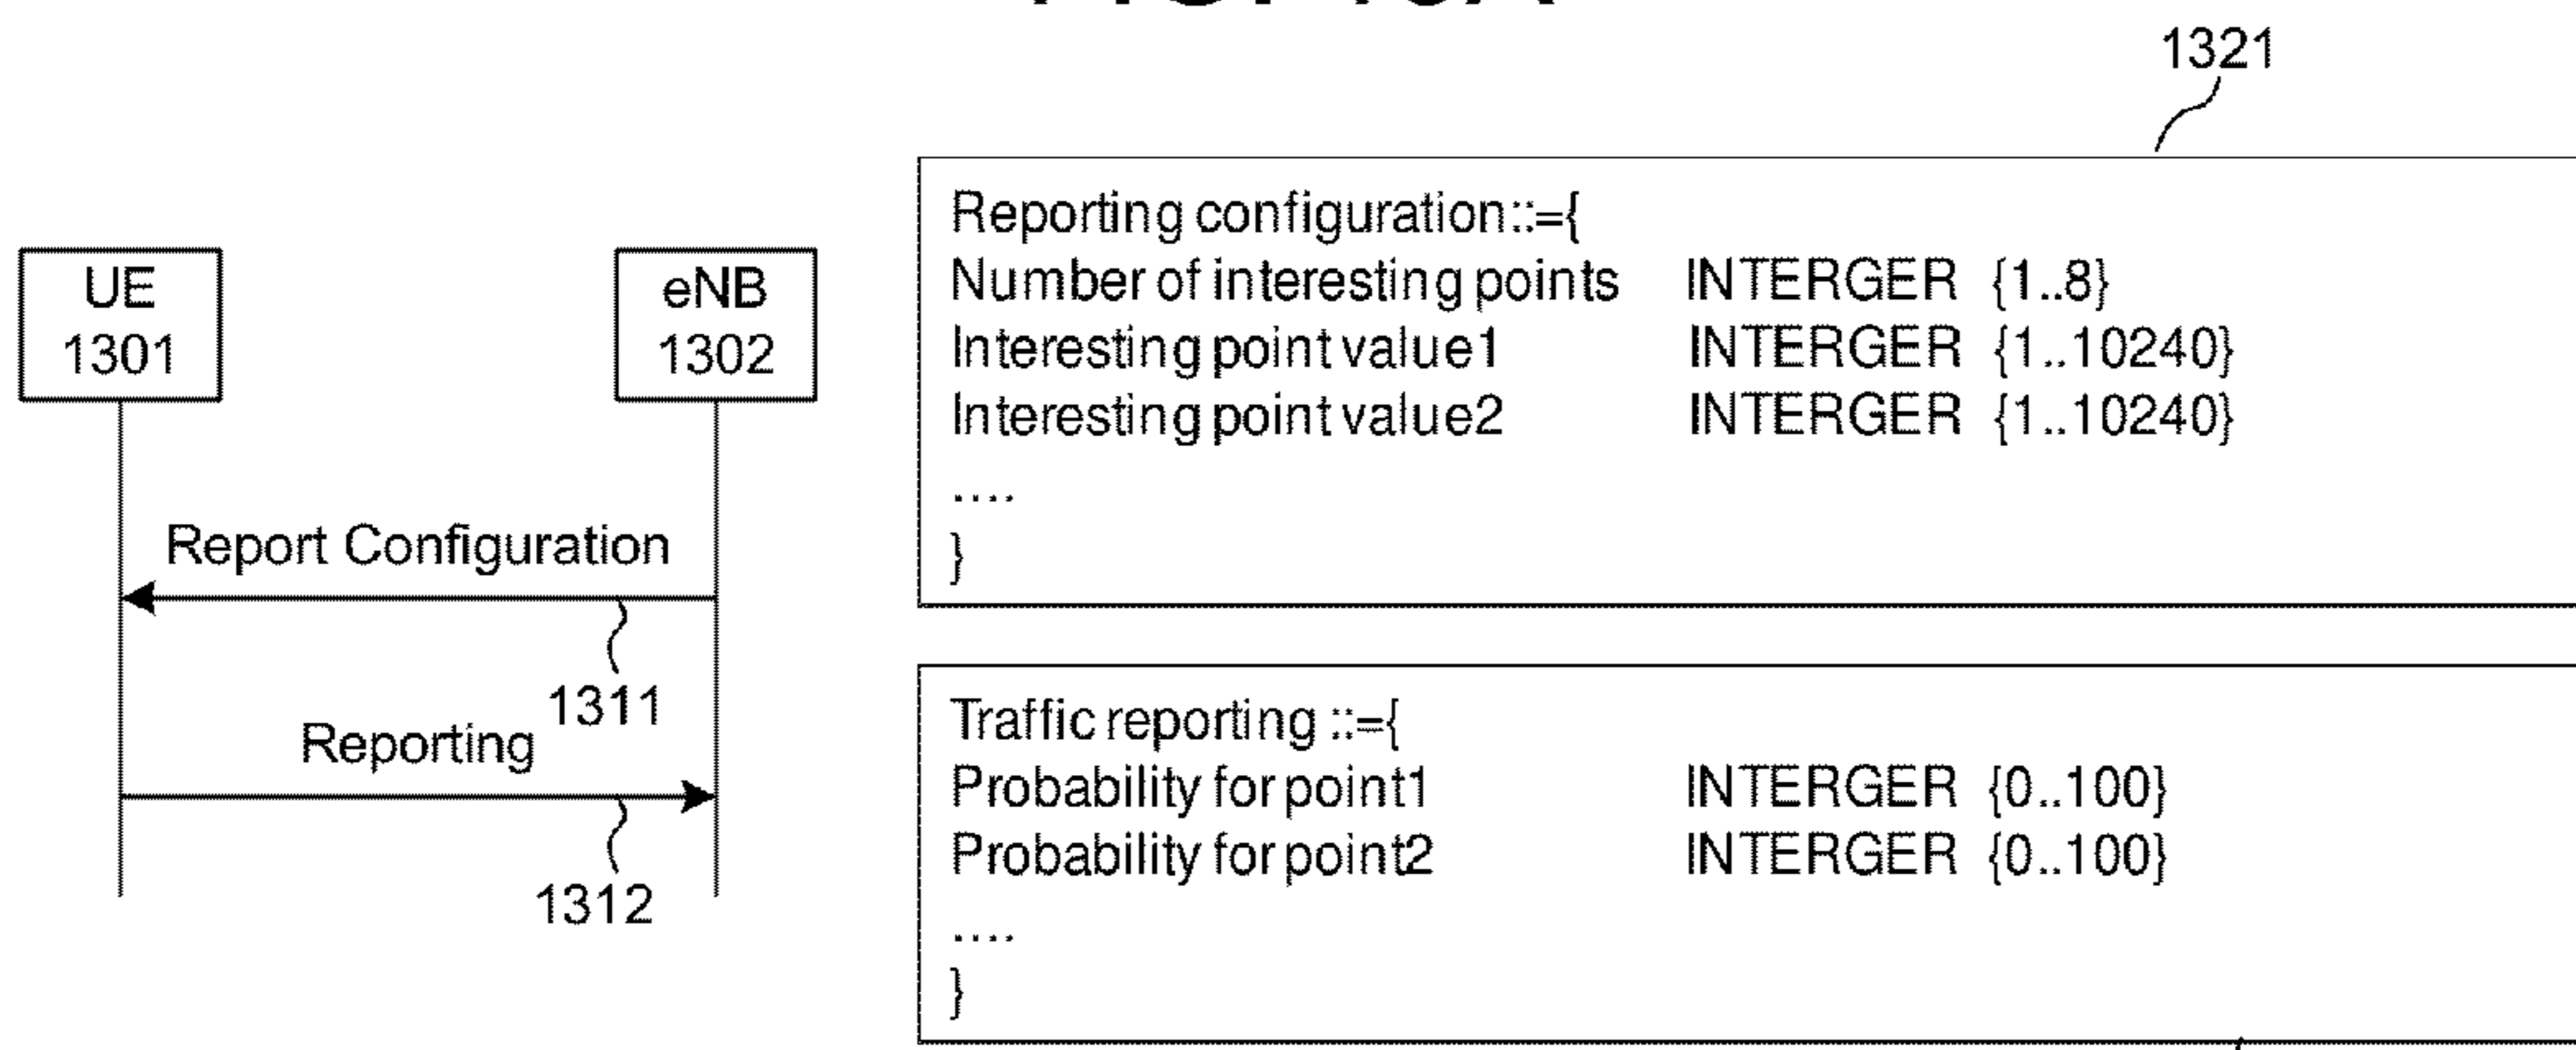 1321
UE
1301
eNB
1302
Report Configuration
1311
Reporting
1312
Reporting configuration::={
Number of interesting points INTERGER {1..8}
Interesting point value1 INTERGER {1..10240}
Interesting point value2 INTERGER {1..10240}
....
}
Traffic reporting ::={
Probability for point1 INTERGER {0..100}
Probability for point2 INTERGER {0..100}
....
}